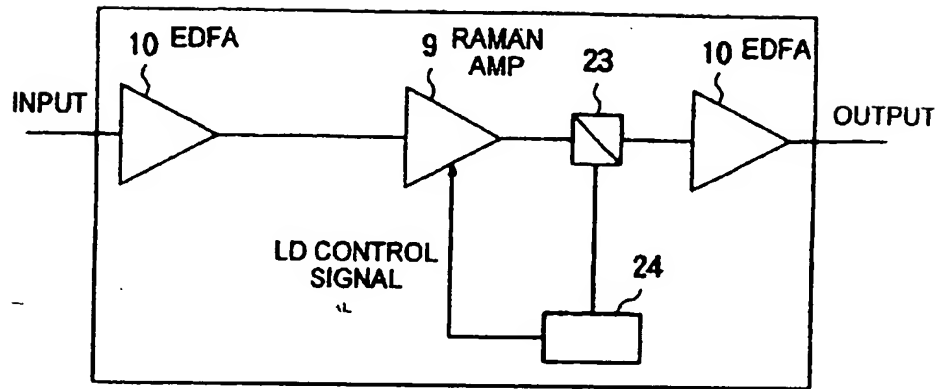 10 EDFA
9 RAMAN
AMP
23
10 EDFA
INPUT
OUTPUT
LD CONTROL
SIGNAL
24